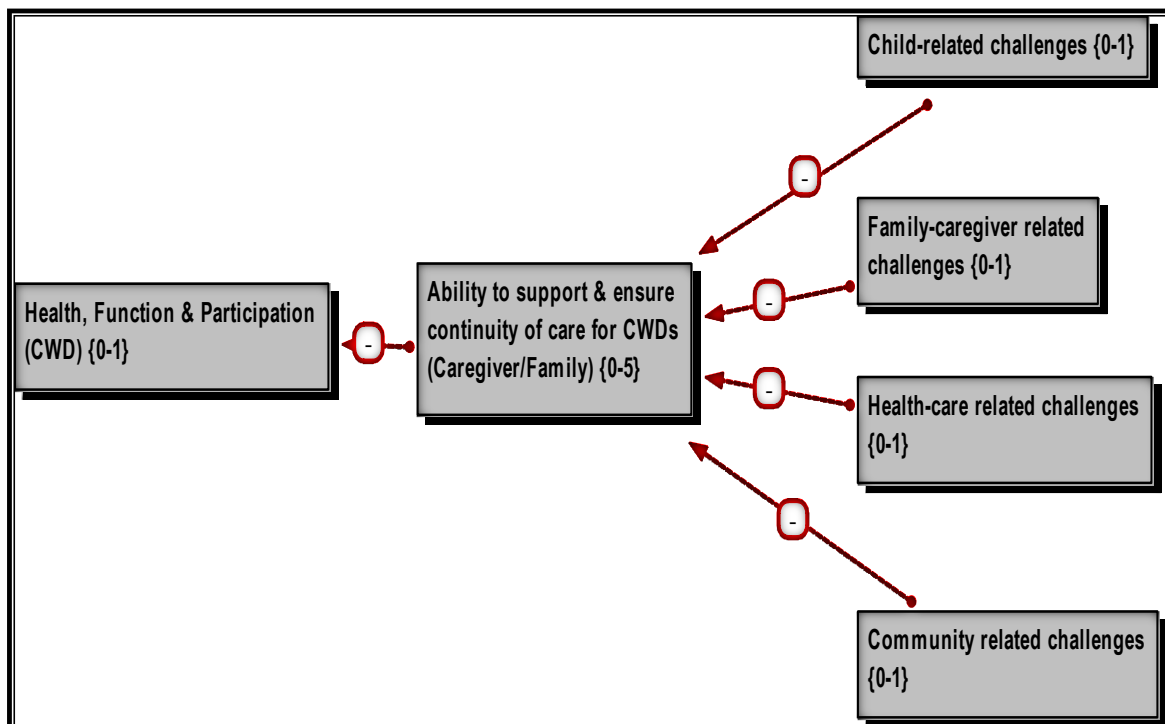 Child-related challenges {0-1}
-
Family-caregiver related
challenges {0-1}
-
Ability to support & ensure
continuity of care for CWDs
(Caregiver/Family) {0-5}
Health, Function & Participation
(CWD) {0-1}
-
-
Health-care related challenges
{0-1}
-
Community related challenges
{0-1}